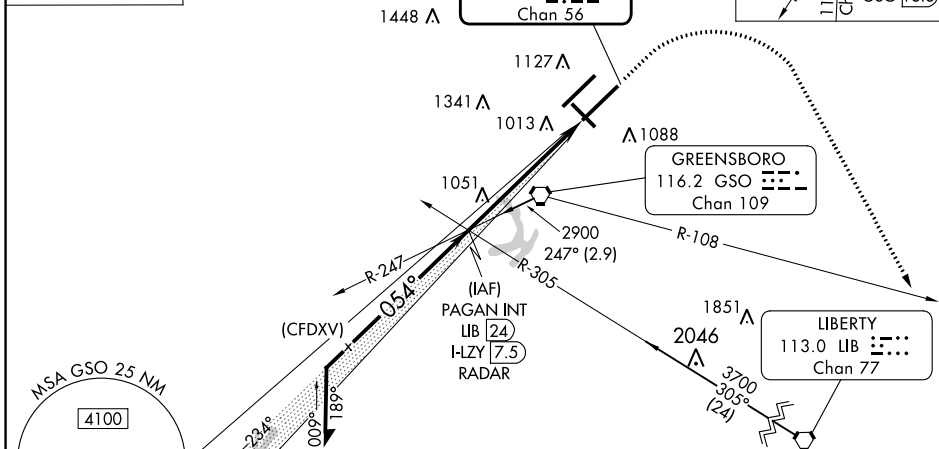 1448
Chan 56
GSO
1127
1341
1013
1088
GREENSBORO
116.2 GSO
Chan 109
1051
2900
247° (2.9)
R-108
R-247
R-305
054°
(IAF)
PAGAN INT
LIB 24
I-LZY 7.5
RADAR
(CFDXV)
1851
2046
LIBERTY
113.0 LIB
Chan 77
3700
305°
(24)
MSA GSO 25 NM
4100
009°
189°
234°